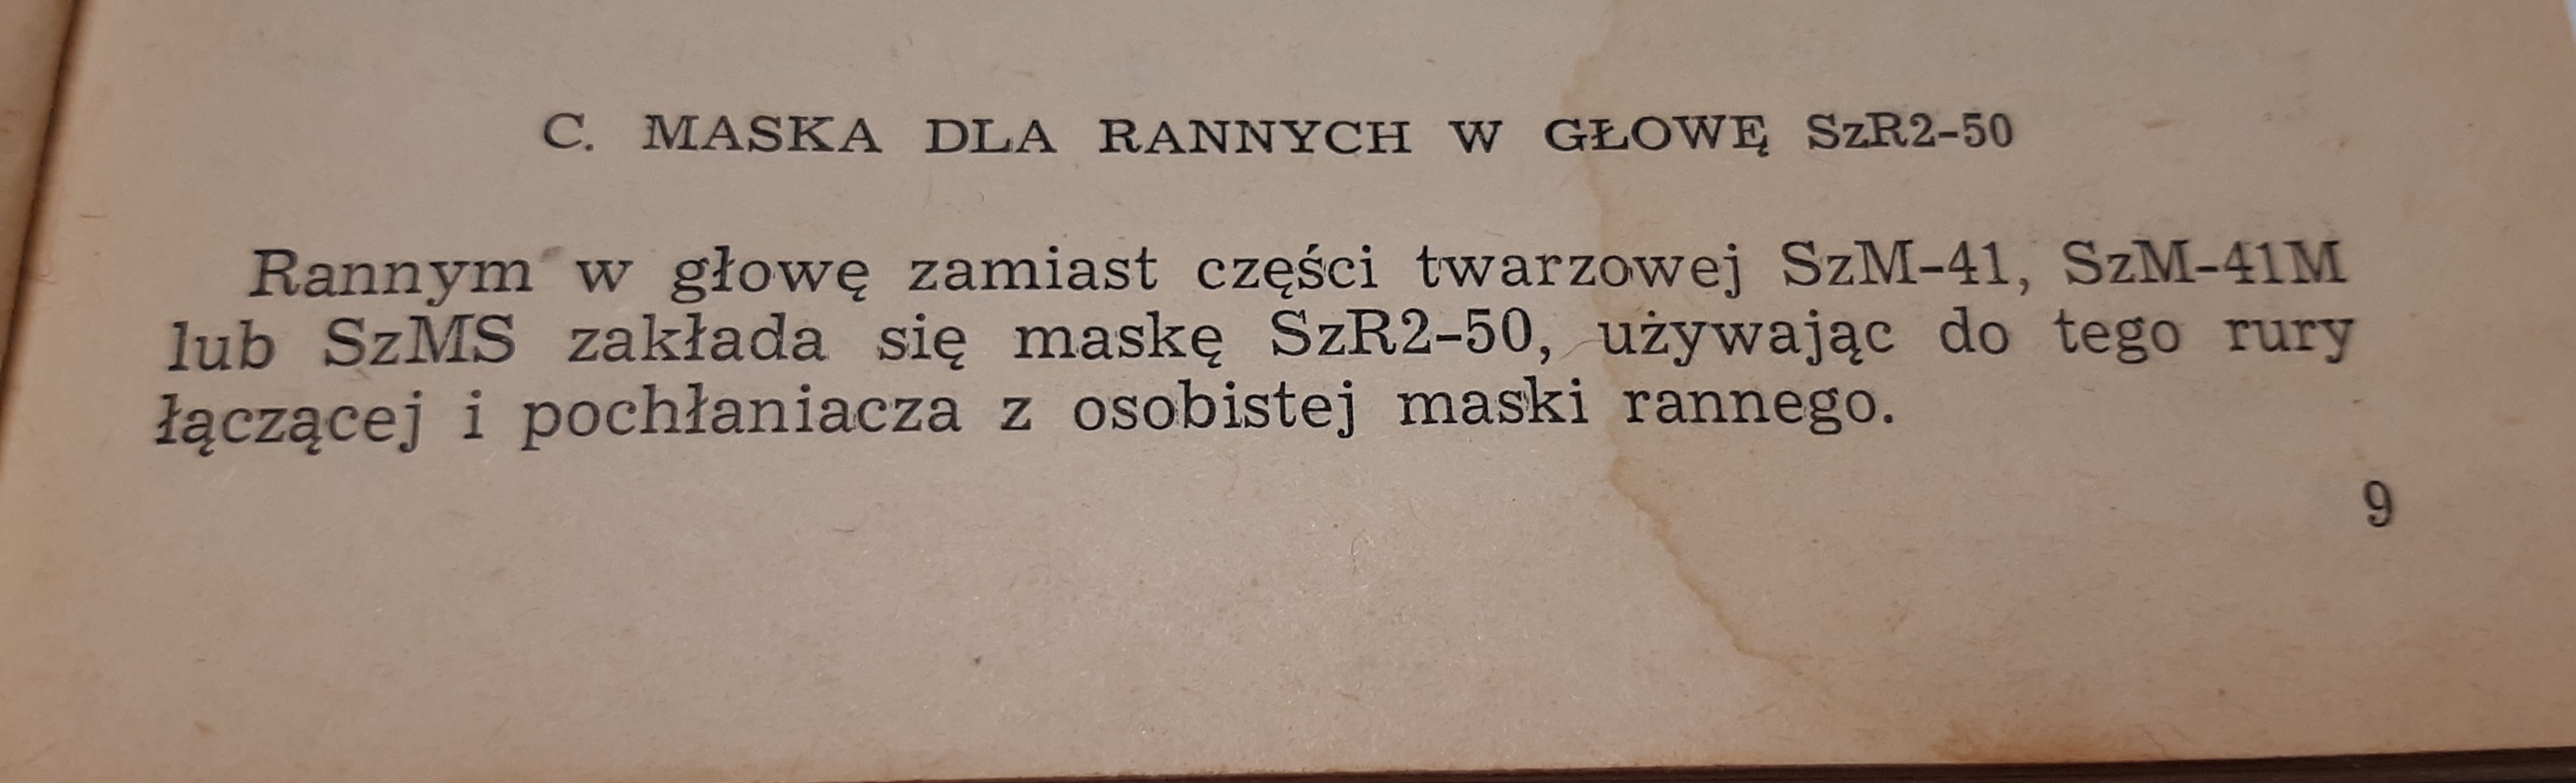 C. MASKA DLA RANNYCH W GŁOWĘ SzR2-50
Rannym w głowę zamiast części twarzowej SzM-41, SzM-41M
lub SzMS zakłada się maskę SzR2-50, używając do tego rury
łączącej i pochłaniacza z osobistej maski rannego.
9